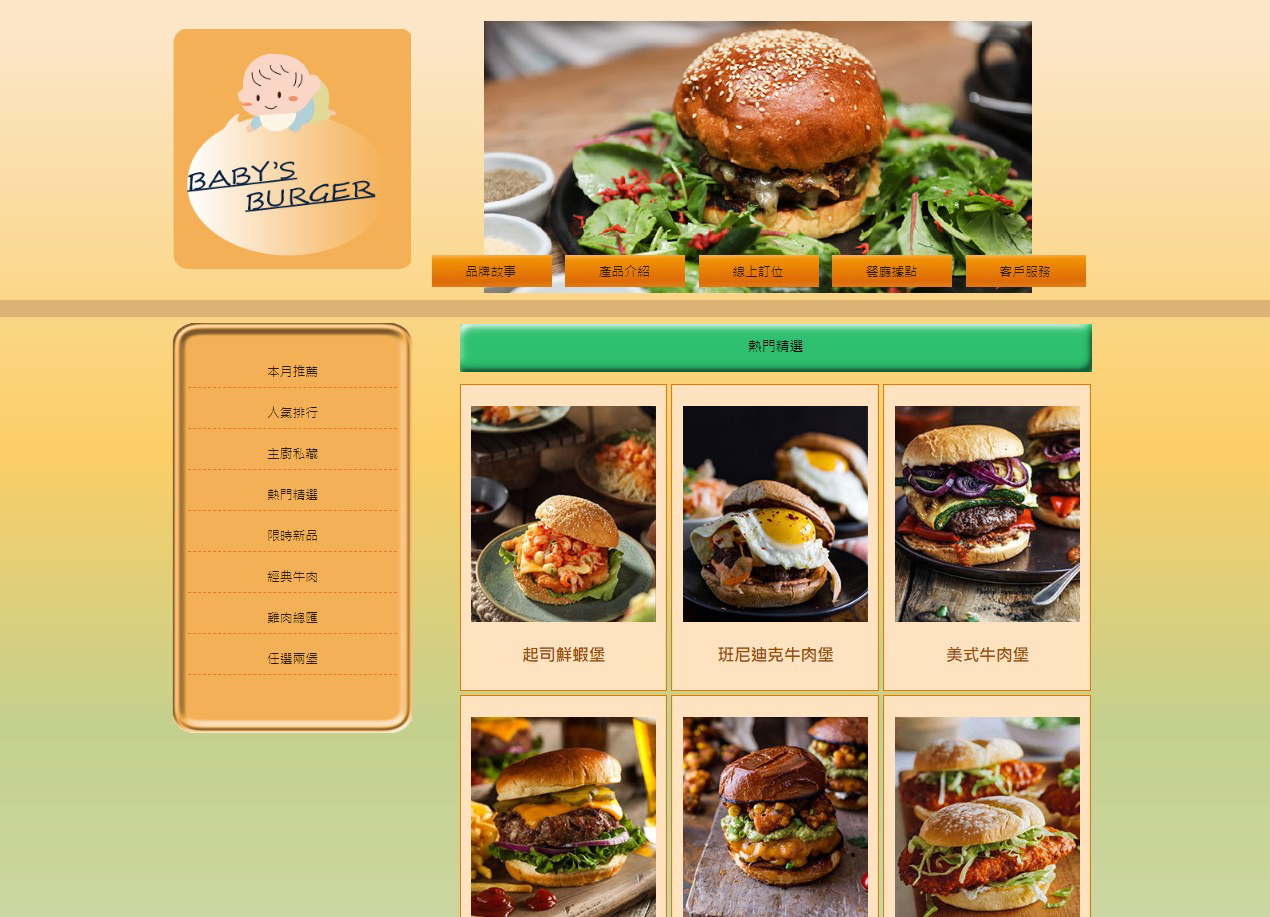 BABY'S
BURGER
品牌故事
產品介紹
線上訂位
餐廳據點
客戶服務
本月推薦
人氣排行
主廚私藏
熱門精選
限時新品
經典牛肉
雞肉總匯
任選兩堡
熱門精選
起司鮮蝦堡
班尼迪克牛肉堡
美式牛肉堡